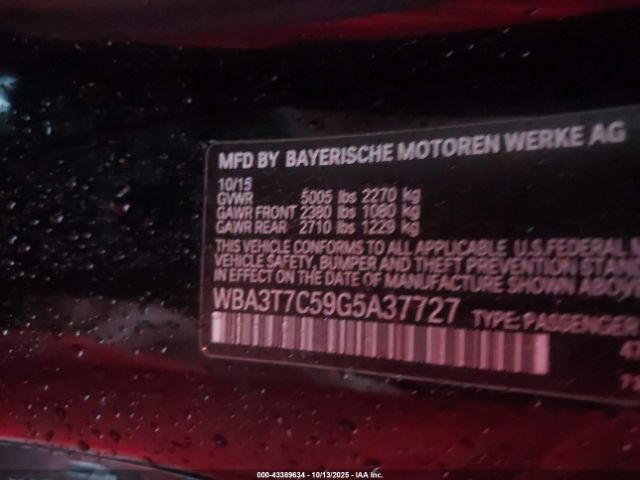 MFD BY BAYERISCHE MOTOREN WERKE AG
10/15
GVWR 5005 lbs 2270 kg
GAWR FRONT 2380 lbs 1080 kg
GAWR REAR 2710 lbs 1229 kg
THIS VEHICLE CONFORMS TO ALL APPLICABLE U.S.FEDERAL
VEHICLE SAFETY, BUMPER AND THEFT PREVENTION STAN
IN EFFECT ON THE DATE OF MANUFACTURE SHOWN ABOV
WBA3T7C59G5A37727 TYPE: PASSENGER
000-43389634 - 10/13/2025 - IAA Inc.